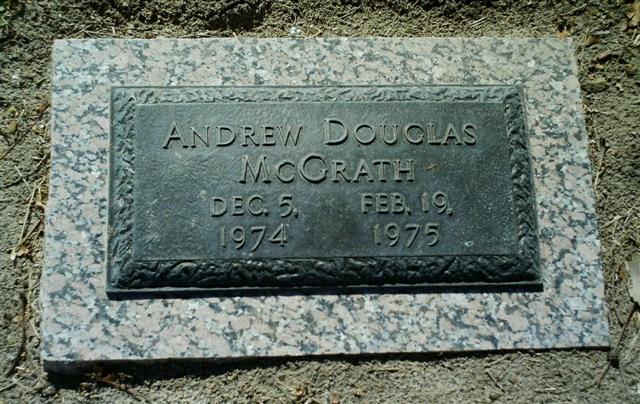 ANDREW DOUGLAS
MCGRATH
DEC. 5, FEB. 19,
1974 1975